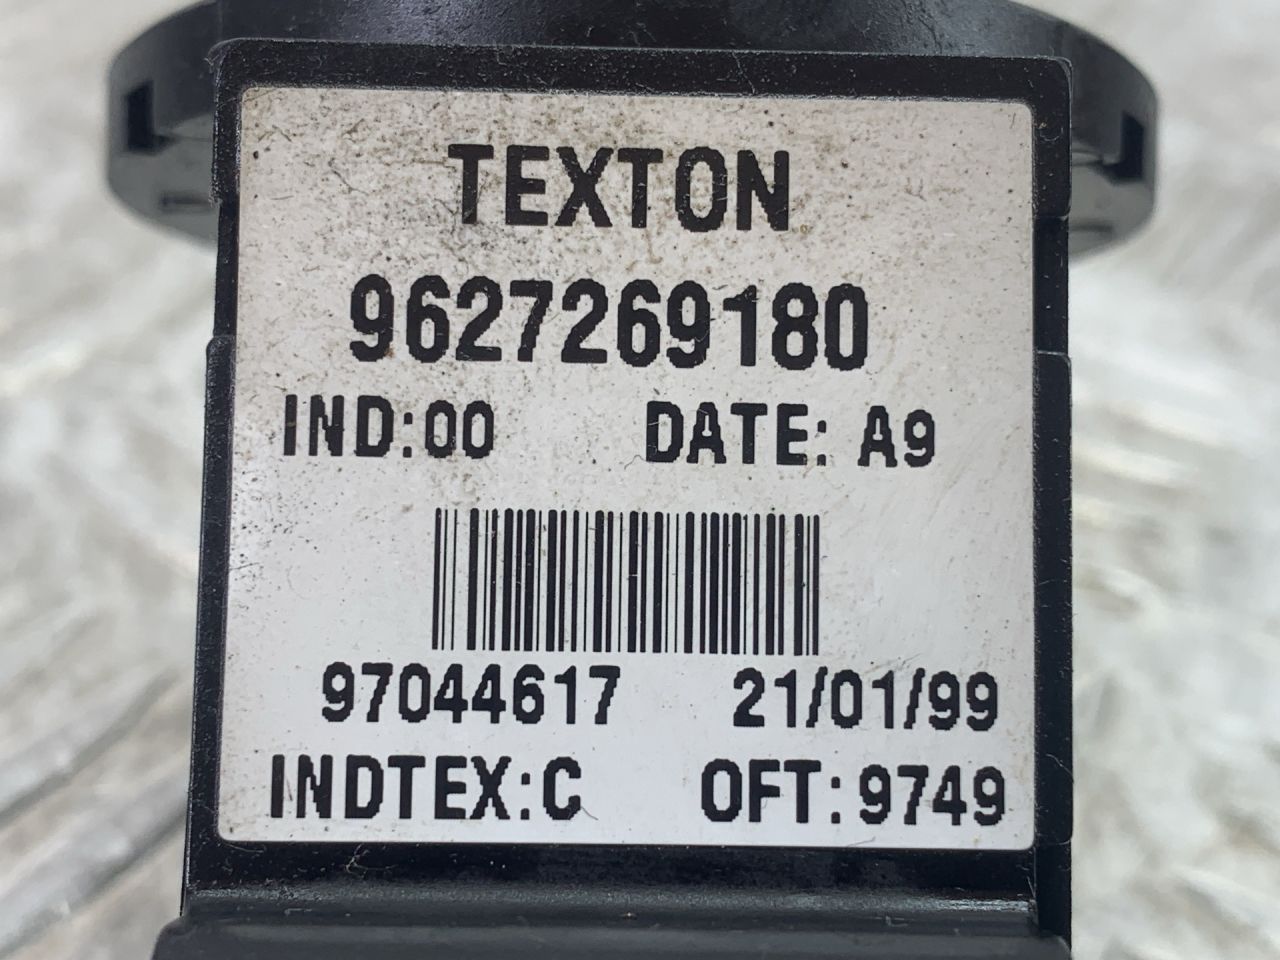 TEXTON
9627269180
IND:00 DATE: A9
97044617 21/01/99
INDTEX:C OFT:9749